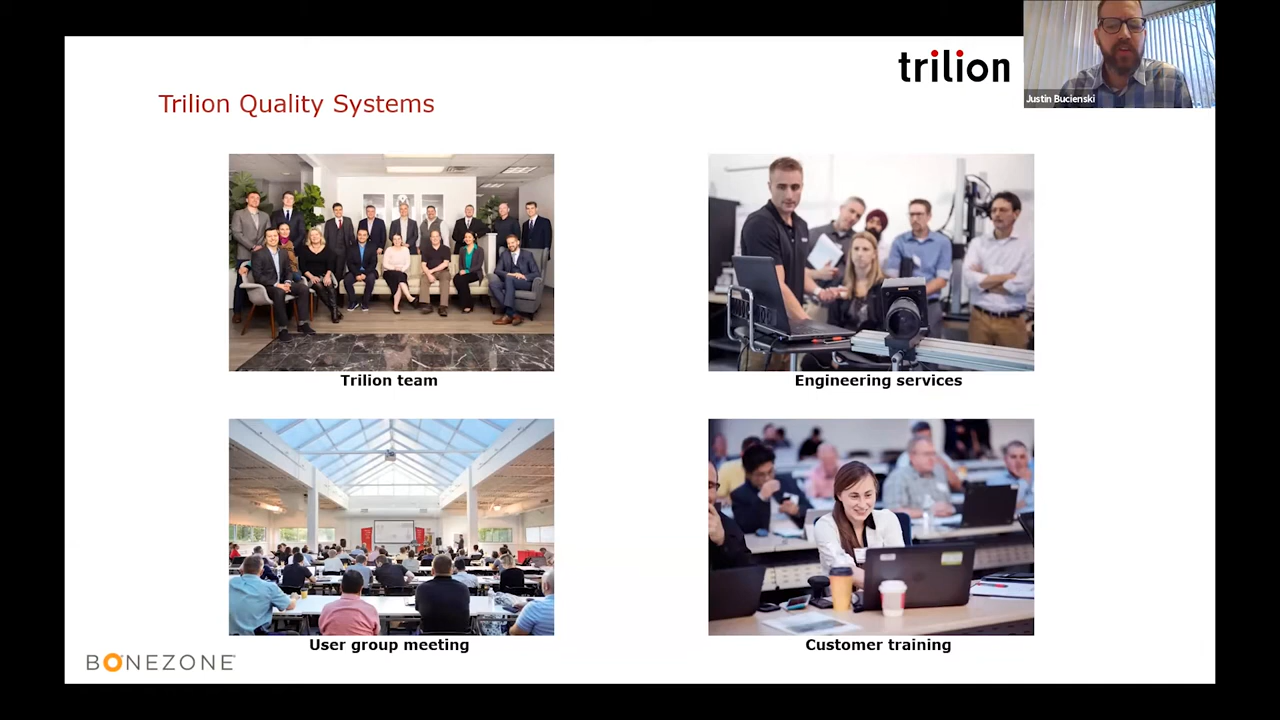 trilion
Justin Bucienski
Trilion Quality Systems
Trilion team
Engineering services
User group meeting
Customer training
BONEZONE